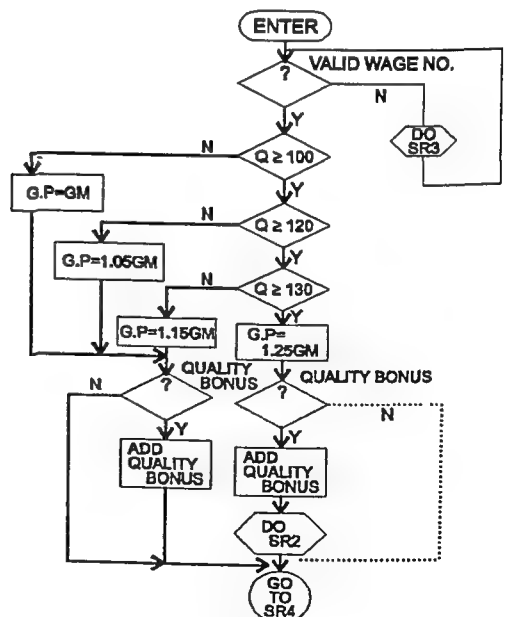 ENTER
?
VALID WAGE NO.
N
Y
DO
SR3
N
Q ≥ 100
Y
G.P=GM
N
Q ≥ 120
Y
G.P=1.05GM
N
Q ≥ 130
Y
G.P=1.15GM
G.P=
1.25GM
QUALITY
BONUS
QUALITY BONUS
N
?
?
N
Y
Y
ADD
QUALITY
BONUS
ADD
QUALITY
BONUS
DO
SR2
GO
TO
SR4